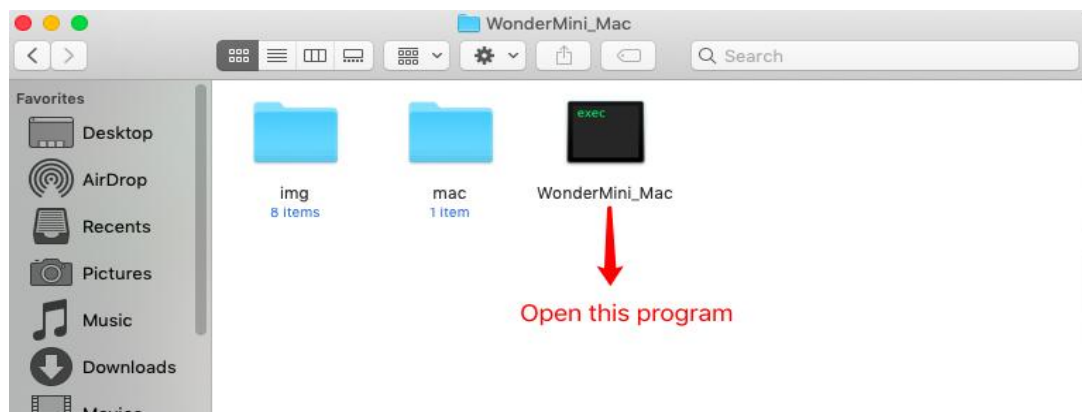 WonderMini_Mac
Search
Favorites
Desktop
AirDrop
Recents
Pictures
Music
Downloads
Movies
exec
img
8 items
mac
1 item
WonderMini_Mac
Open this program